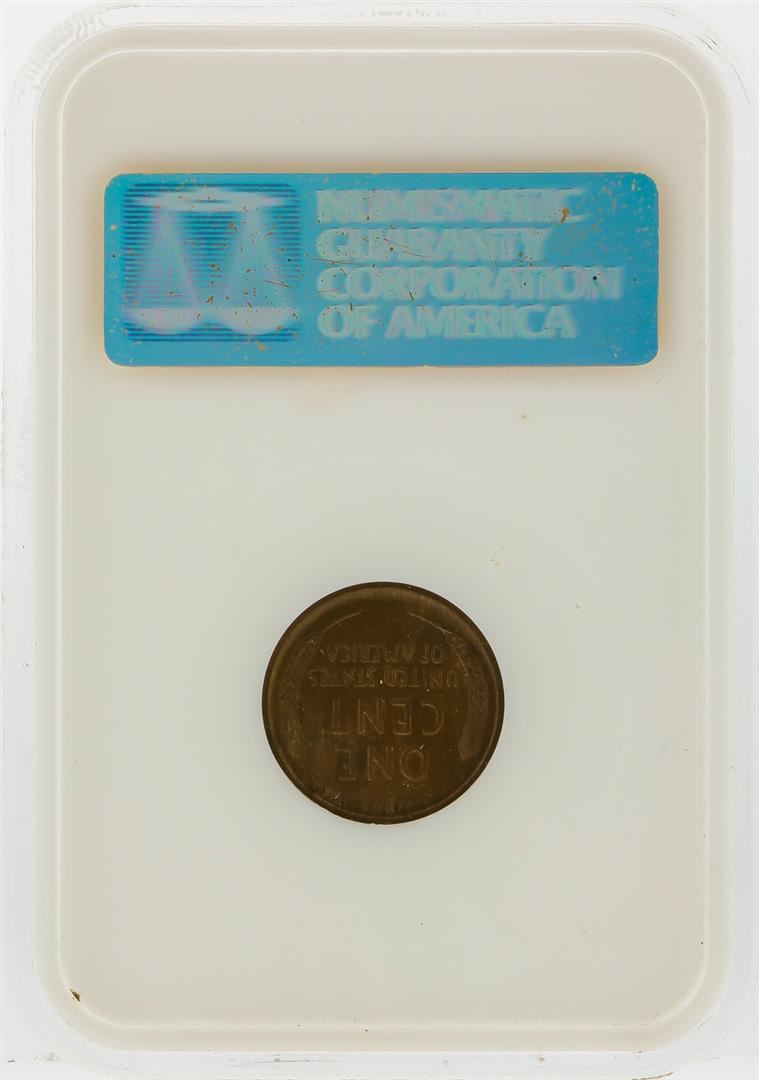 NUMISMATIC
GUARANTY
CORPORATION
OF AMERICA
ONE
CENT
UNITED STATES
OF AMERICA